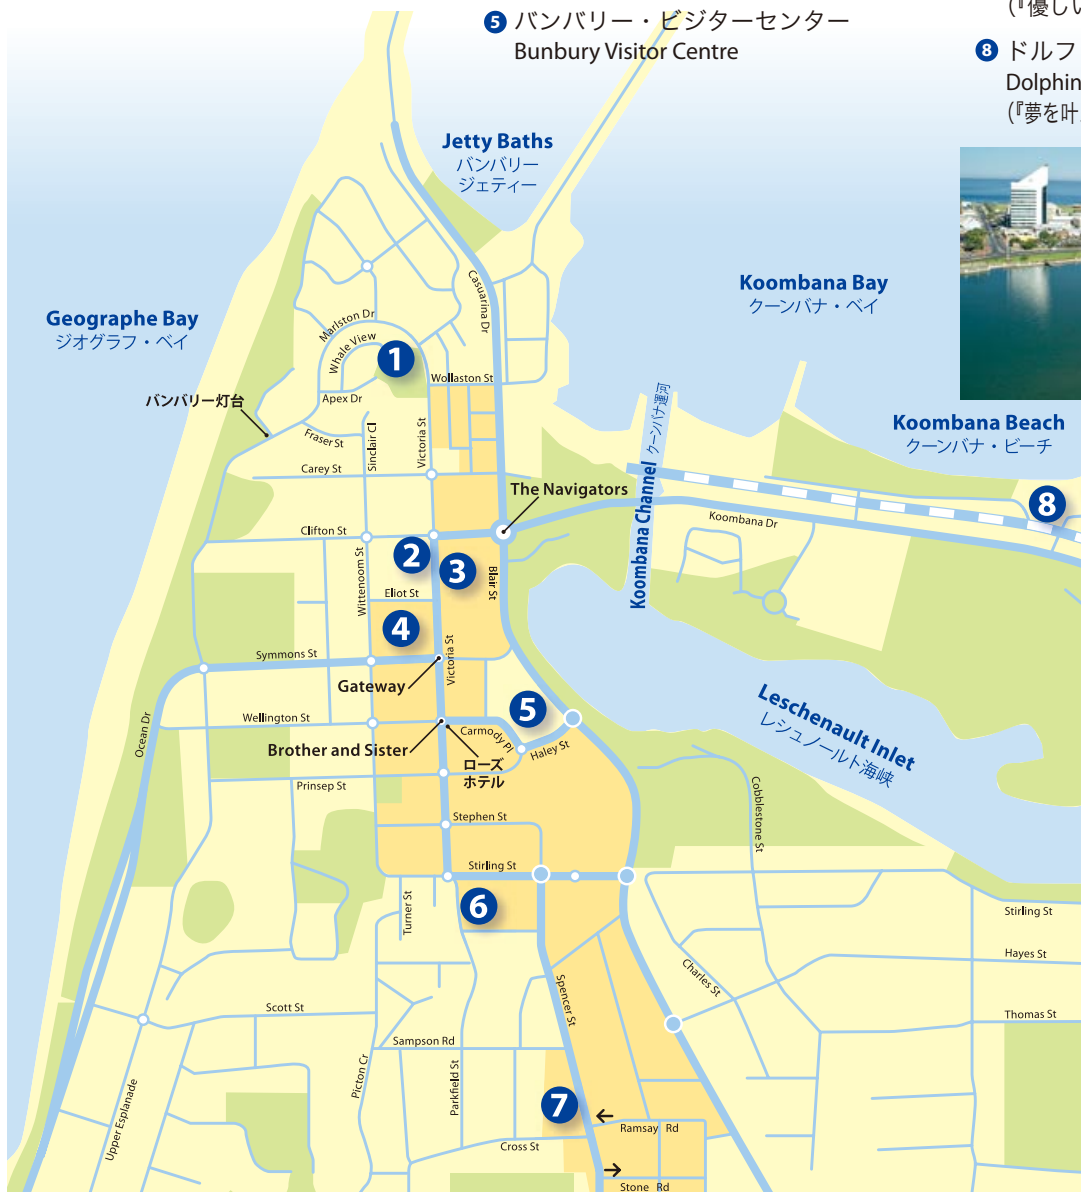 5 バンバリー・ビジターセンター
Bunbury Visitor Centre
(『優しい
8 ドルフ
Dolphin
(『夢を叶
Jetty Baths
バンバリー
ジェティー
Geographe Bay
ジオグラフ・ベイ
Koombana Bay
クーンバナ・ベイ
Koombana Beach
クーンバナ・ビーチ
Koombana Channel クーンバナ運河
Casuarina Dr
Marlston Dr
Whale View
1
Wollaston St
バンバリー灯台
Apex Dr
Fraser St
Sinclair Cl
Victoria St
Carey St
The Navigators
8
Koombana Dr
Clifton St
2
3
Wittenoom St
Blair St
Eliot St
4
Symmons St
Victoria St
Gateway
5
Leschenault Inlet
レシュノールト海峡
Ocean Dr
Wellington St
Carmody Pl
Haley St
Brother and Sister
ローズ
ホテル
Prinsep St
Cobblestone St
Stephen St
Stirling St
6
Turner St
Stirling St
Hayes St
Charles St
Spencer St
Scott St
Thomas St
Sampson Rd
Picton Cr
Parkfield St
Upper Esplanade
7
Ramsay Rd
Cross St
Stone Rd